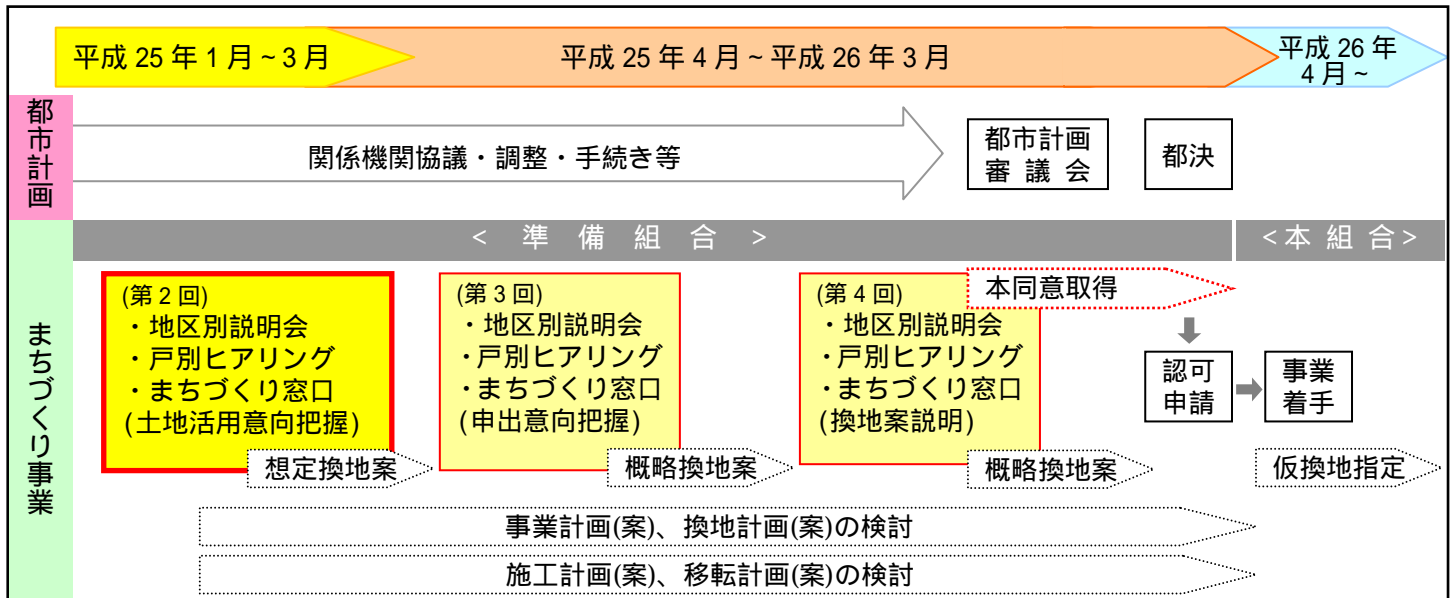 平成 25 年 1 月 ~ 3 月
平成 25 年 4 月 ~ 平成 26 年 3 月
平成 26 年
4 月 ~
都市計画
関係機関協議・調整・手続き等
都市計画
審 議 会
都決
まちづくり事業
< 準 備 組 合 >
<本 組 合>
(第 2 回)
・地区別説明会
・戸別ヒアリング
・まちづくり窓口
(土地活用意向把握)
想定換地案
(第 3 回)
・地区別説明会
・戸別ヒアリング
・まちづくり窓口
(申出意向把握)
概略換地案
(第 4 回)
・地区別説明会
・戸別ヒアリング
・まちづくり窓口
(換地案説明)
概略換地案
本同意取得
認可
申請
事業
着手
仮換地指定
事業計画(案)、換地計画(案)の検討
施工計画(案)、移転計画(案)の検討